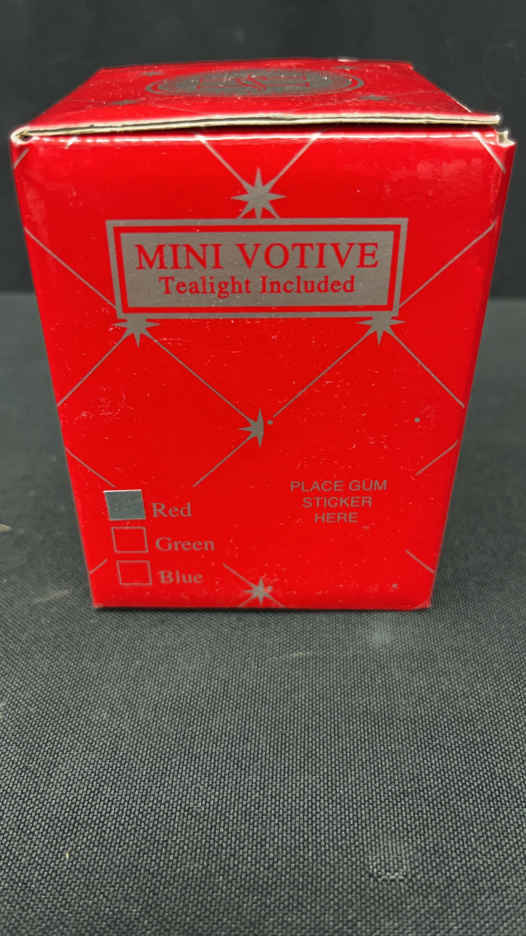 MINI VOTIVE
Tealight Included
PLACE GUM
STICKER
HERE
Red
Green
Blue